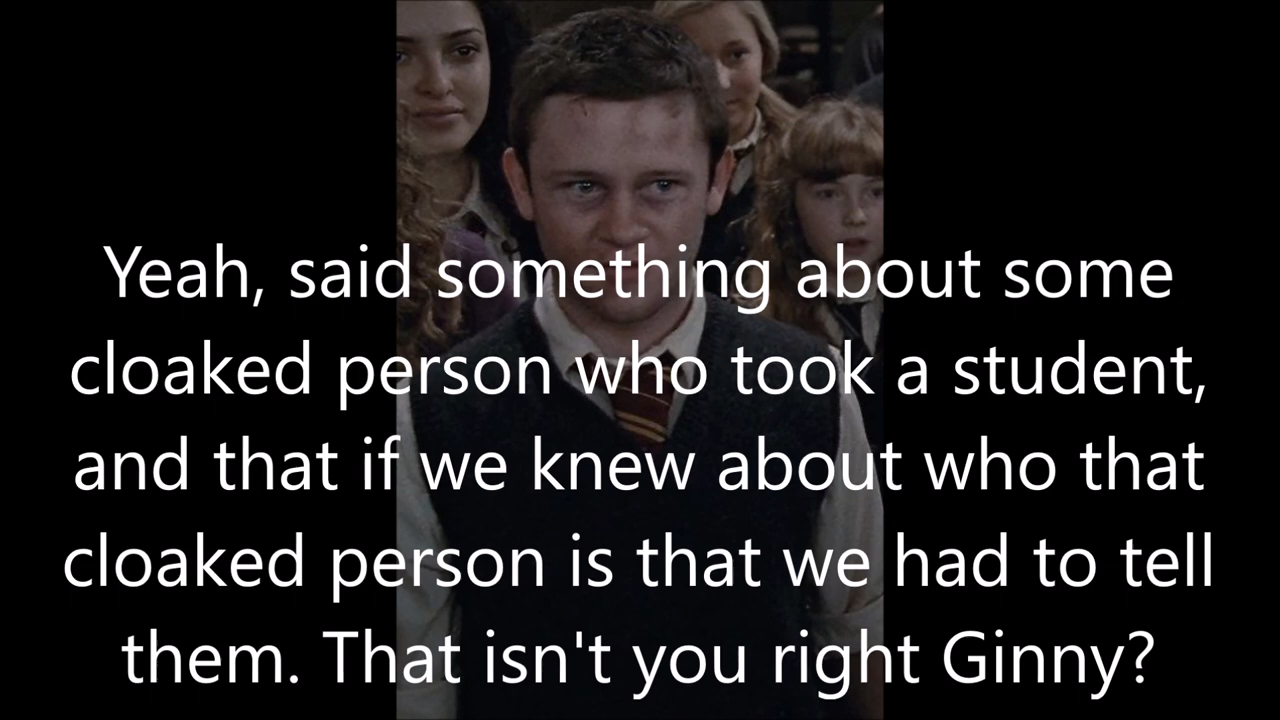 Yeah, said something about some
cloaked person who took a student,
and that if we knew about who that
cloaked person is that we had to tell
them. That isn't you right Ginny?